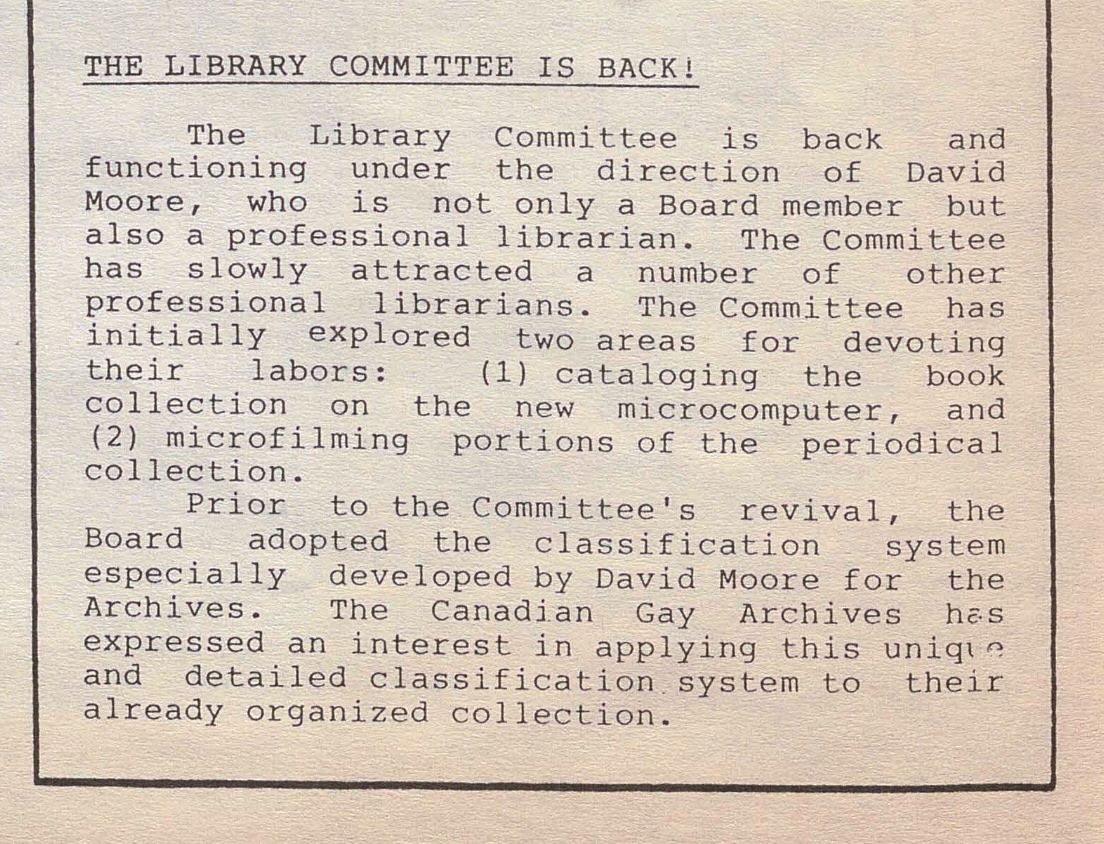 THE LIBRARY COMMITTEE IS BACK!
The Library Committee is back and
functioning under the direction of David
Moore, who is not only a Board member but
also a professional librarian. The Committee
has slowly attracted a number of other
professional librarians. The Committee has
initially explored two areas for devoting
their labors: (1) cataloging the book
collection on the new microcomputer, and
(2) microfilming portions of the periodical
collection.
Prior to the Committee's revival, the
Board adopted the classification system
especially developed by David Moore for the
Archives. The Canadian Gay Archives has
expressed an interest in applying this unique
and detailed classification system to their
already organized collection.